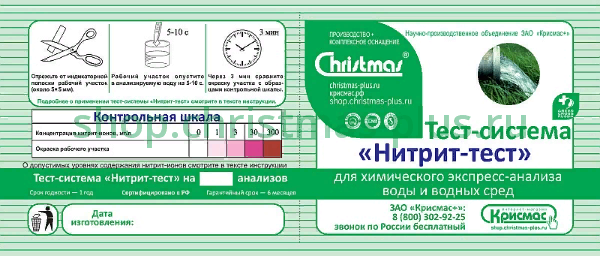 5-10 с
3 мин
Отрежьте от индикаторной полоски рабочий участок (около 5×5 мм).
Рабочий участок опустите в анализируемую воду на 5-10 с.
Через 3 мин сравните окраску участка с образцами контрольной шкалы.
Подробнее о применении тест-системы «Нитрит-тест» смотрите в тексте инструкции.
Контрольная шкала
Концентрация нитрит-ионов, мг/л 0 1 3 30 300
Окраска рабочего участка
О допустимых уровнях содержания нитрит-ионов смотрите в тексте инструкции
Тест-система «Нитрит-тест» на анализов
Срок годности — 1 год Сертифицировано в РФ Гарантийный срок — 6 месяцев
Дата
изготовления:
ПРОИЗВОДСТВО+
КОМПЛЕКСНОЕ ОСНАЩЕНИЕ
Christmas®
christmas-plus.ru
крисмас.рф
shop.christmas-plus.ru
Научно-производственное объединение ЗАО «Крисмас+»
Тест-система
«Нитрит-тест»
для химического экспресс-анализа
воды и водных сред
ЗАО «Крисмас+»:
8 (800) 302-92-25
звонок по России бесплатный
Крисмас
shop.christmas-plus.ru
shop.christmas-plus.ru